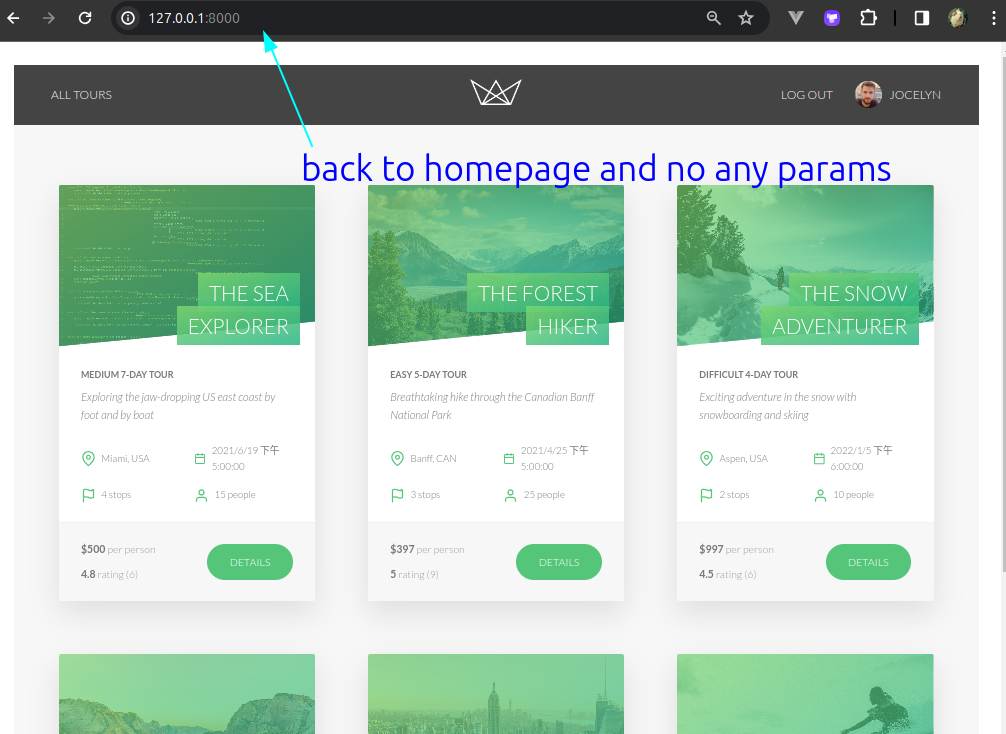 127.0.0.1:8000
ALL TOURS
LOG OUT
JOCELYN
back to homepage and no any params
THE SEA
EXPLORER
MEDIUM 7-DAY TOUR
Exploring the jaw-dropping US east coast by
foot and by boat
Miami, USA
2021/6/19 下午
5:00:00
4 stops
15 people
$500 per person
4.8 rating (6)
DETAILS
THE FOREST
HIKER
EASY 5-DAY TOUR
Breathtaking hike through the Canadian Banff
National Park
Banff, CAN
2021/4/25 下午
5:00:00
3 stops
25 people
$397 per person
5 rating (9)
DETAILS
THE SNOW
ADVENTURER
DIFFICULT 4-DAY TOUR
Exciting adventure in the snow with
snowboarding and skiing
Aspen, USA
2022/1/5 下午
6:00:00
2 stops
10 people
$997 per person
4.5 rating (6)
DETAILS